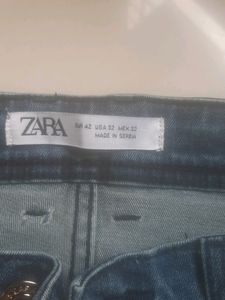 ZARA
EUR 42 USA 32 MEX 32
MADE IN SERBIA